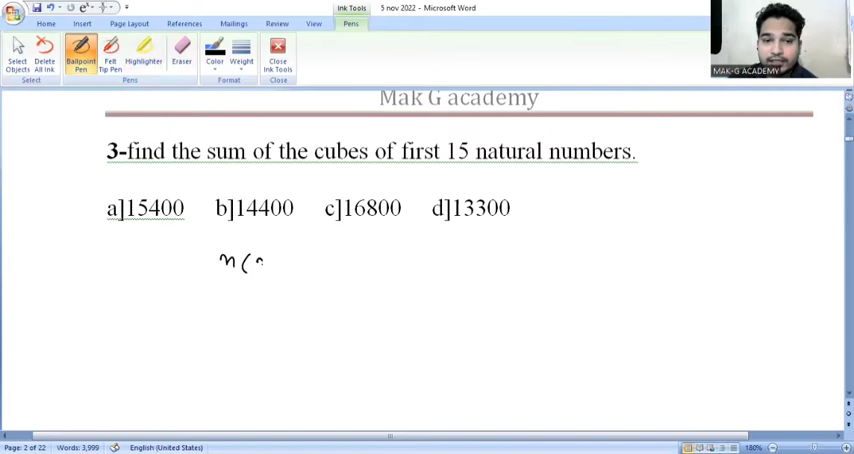 Ink Tools 5 nov 2022 - Microsoft Word
Home Insert Page Layout References Mailings Review View Pens
Select Objects Delete All Ink Ballpoint Pen Felt Tip Pen Highlighter Eraser Color Weight Close Ink Tools
Select Pens Format Close
MAK-G ACADEMY
Mak G academy
3-find the sum of the cubes of first 15 natural numbers.
a]15400 b]14400 c]16800 d]13300
n(
Page: 2 of 22 Words: 3,999 English (United States) 180%